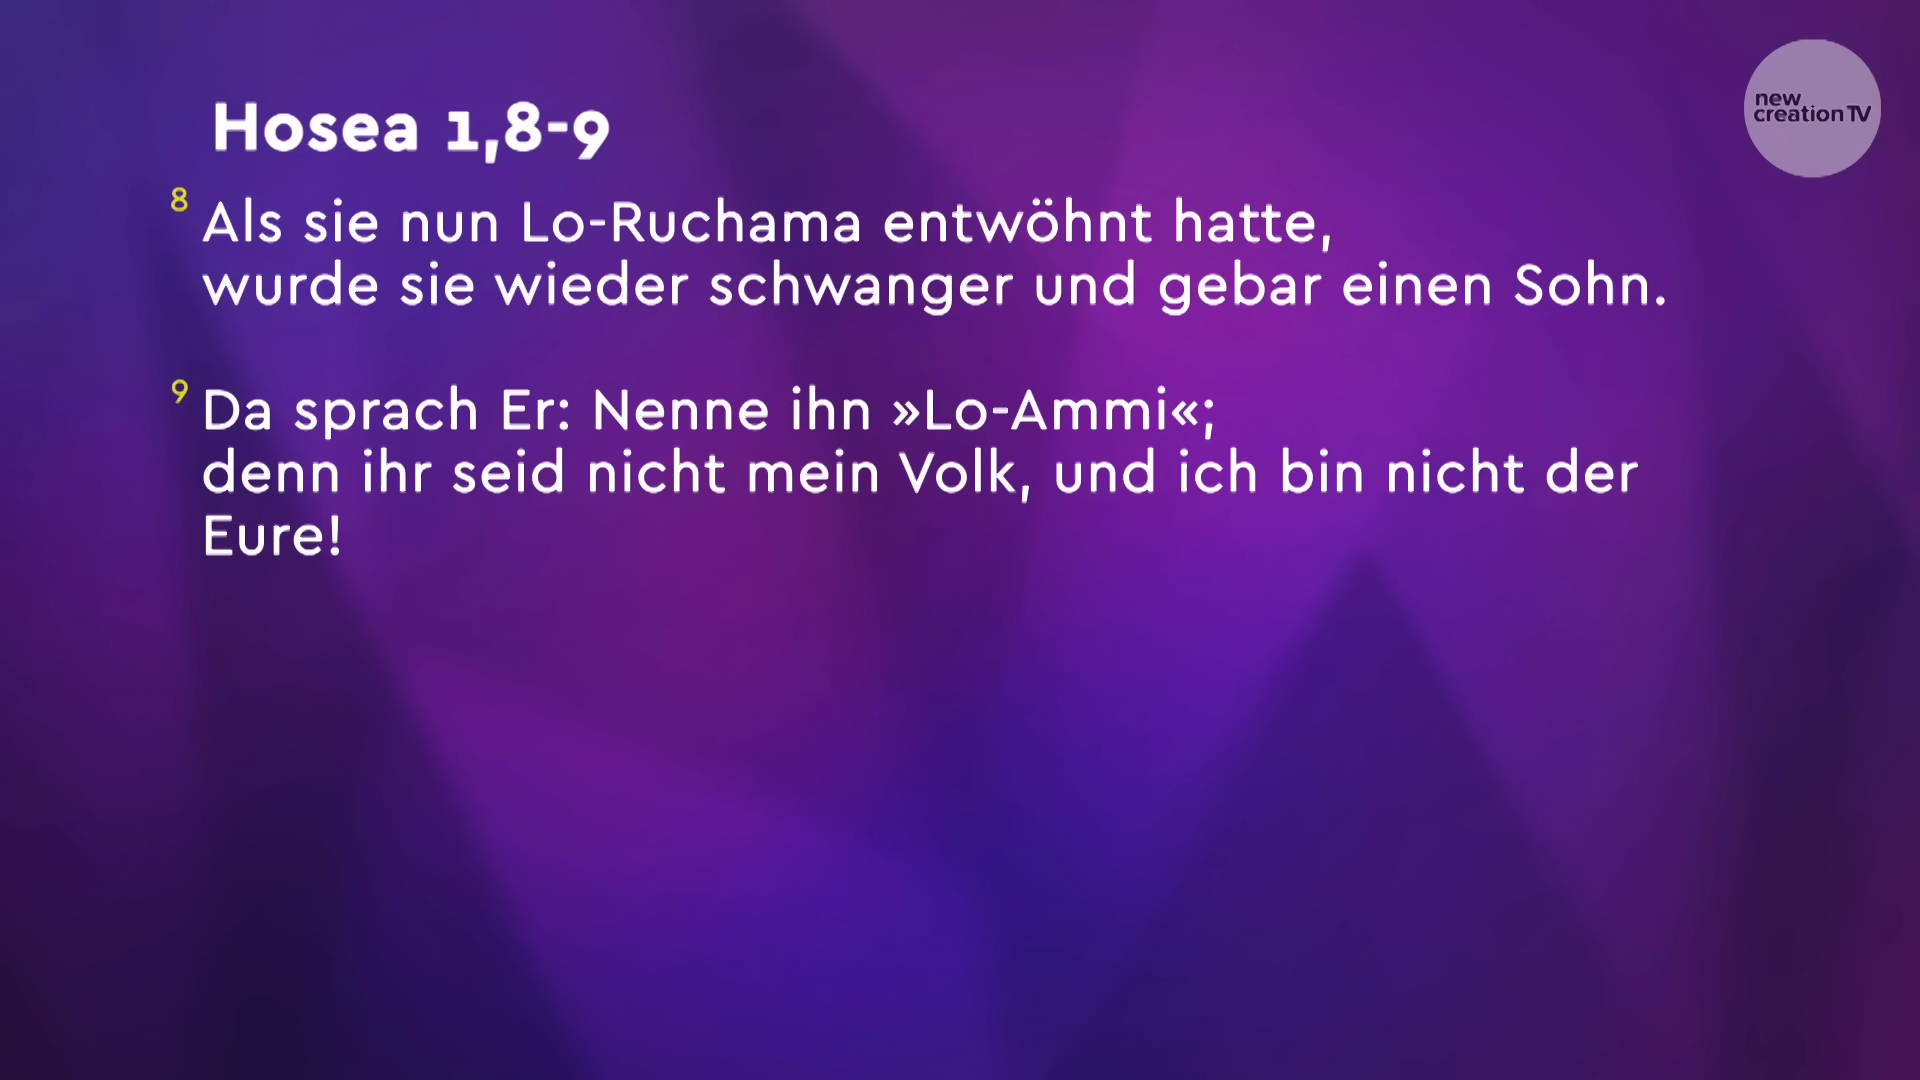 Hosea 1,8-9
new
creation TV
8 Als sie nun Lo-Ruchama entwöhnt hatte,
wurde sie wieder schwanger und gebar einen Sohn.
9 Da sprach Er: Nenne ihn »Lo-Ammi«;
denn ihr seid nicht mein Volk, und ich bin nicht der
Eure!